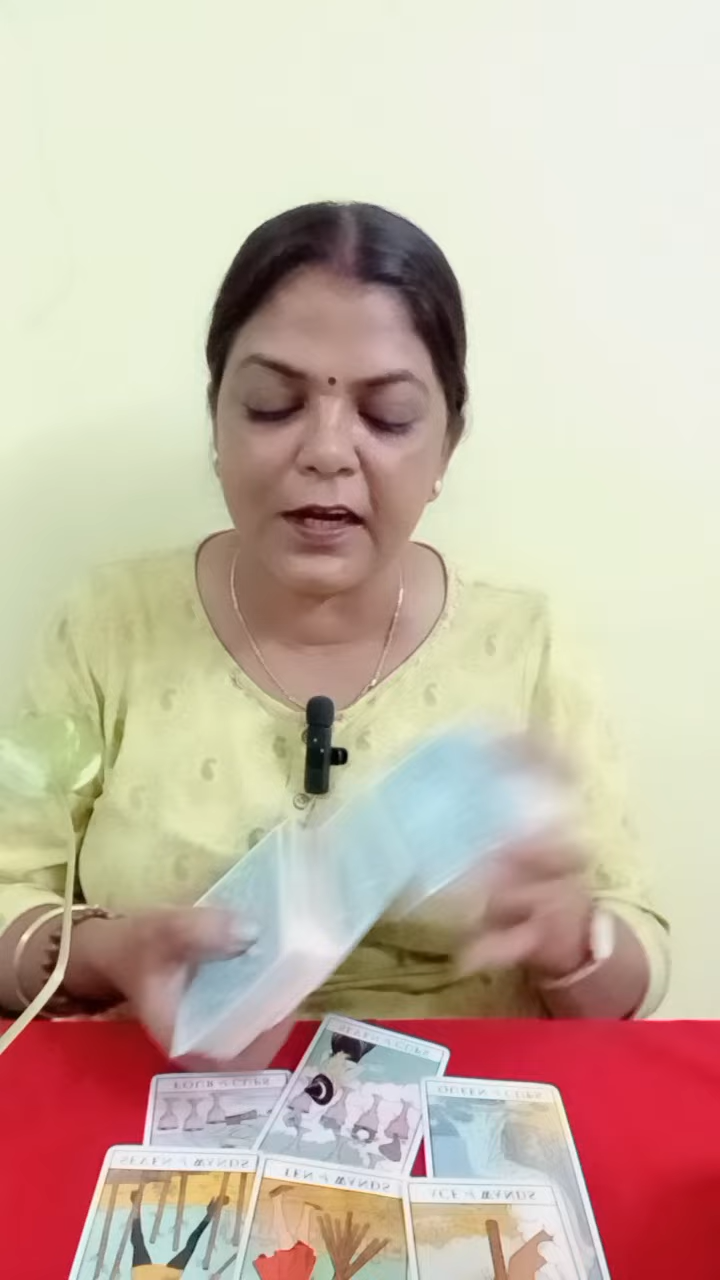 SEVEN of CUPS
FOUR of CUPS
QUEEN of CUPS
SEVEN of WANDS
TEN of WANDS
ACE of WANDS